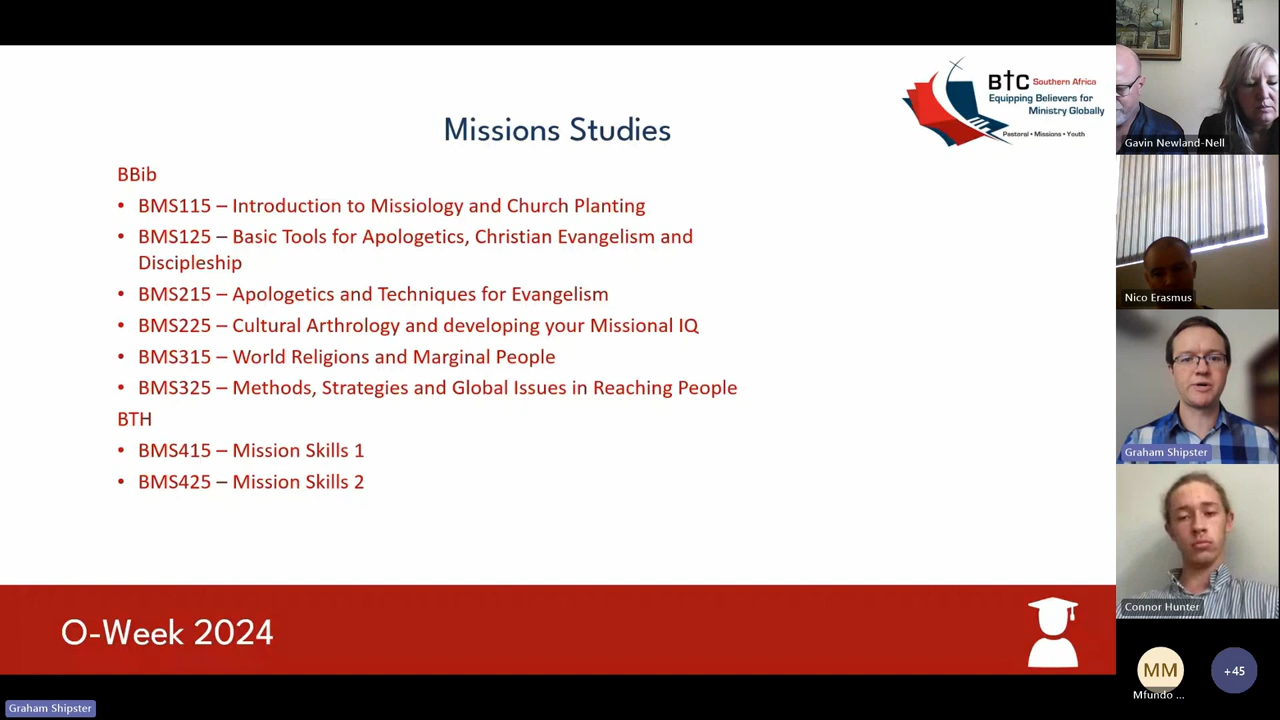 BTC Southern Africa
Equipping Believers for
Ministry Globally
Pastoral • Missions • Youth
Missions Studies
BBib
• BMS115 – Introduction to Missiology and Church Planting
• BMS125 – Basic Tools for Apologetics, Christian Evangelism and
Discipleship
• BMS215 – Apologetics and Techniques for Evangelism
• BMS225 – Cultural Arthrology and developing your Missional IQ
• BMS315 – World Religions and Marginal People
• BMS325 – Methods, Strategies and Global Issues in Reaching People
BTH
• BMS415 – Mission Skills 1
• BMS425 – Mission Skills 2
O-Week 2024
Graham Shipster
Gavin Newland-Nell
Nico Erasmus
Graham Shipster
Connor Hunter
MM
Mfundo ...
+45